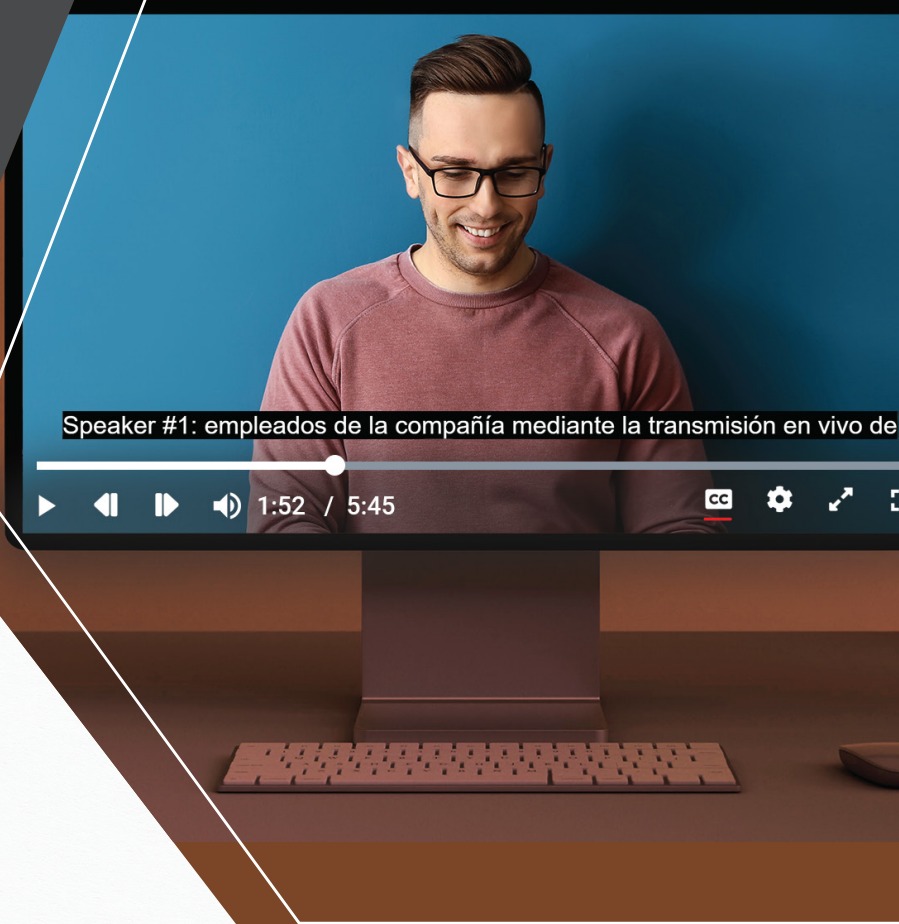 Speaker #1: empleados de la compañía mediante la transmisión en vivo de
1:52 / 5:45
CC